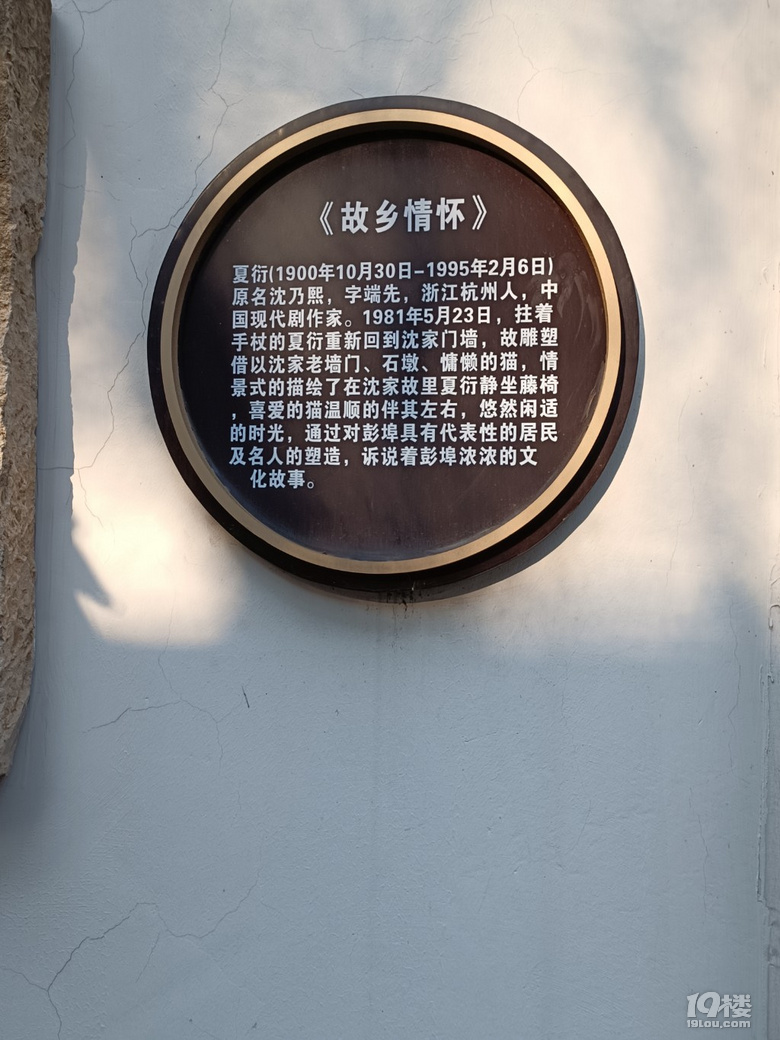 《故乡情怀》
夏衍(1900年10月30日-1995年2月6日)
原名沈乃熙，字端先，浙江杭州人，中
国现代剧作家。1981年5月23日，拄着
手杖的夏衍重新回到沈家门墙，故雕塑
借以沈家老墙门、石墩、慵懒的猫，情
景式的描绘了在沈家故里夏衍静坐藤椅
，喜爱的猫温顺的伴其左右，悠然闲适
的时光，通过对彭埠具有代表性的居民
及名人的塑造，诉说着彭埠浓浓的文
化故事。
19楼
19lou.com